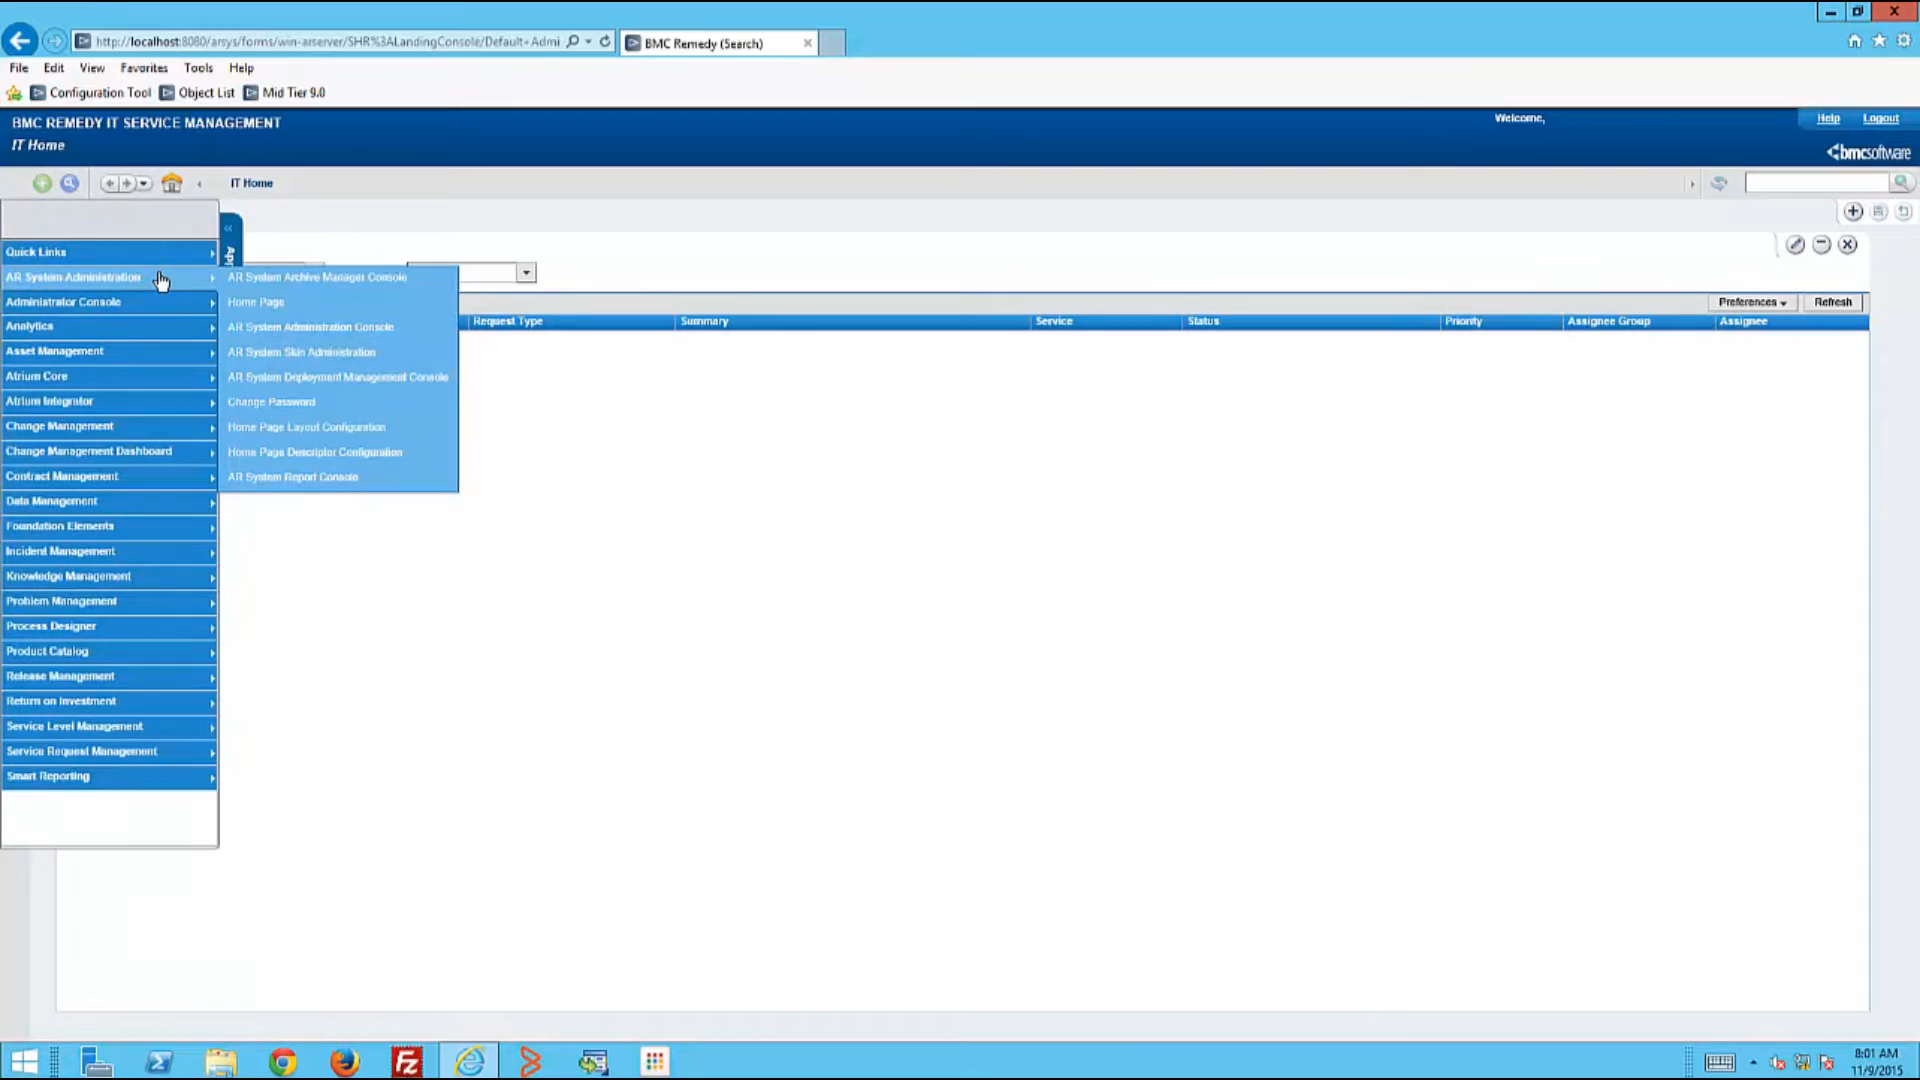 http://localhost:8080/arsys/forms/win-arserver/SHR%3ALandingConsole/Default+Admi
BMC Remedy (Search)
File Edit View Favorites Tools Help
Configuration Tool Object List Mid Tier 9.0
BMC REMEDY IT SERVICE MANAGEMENT
Welcome,
Help Logout
IT Home
bmcsoftware
IT Home
Quick Links
AR System Administration
Administrator Console
Analytics
Asset Management
Atrium Core
Atrium Integrator
Change Management
Change Management Dashboard
Contract Management
Data Management
Foundation Elements
Incident Management
Knowledge Management
Problem Management
Process Designer
Product Catalog
Release Management
Return on Investment
Service Level Management
Service Request Management
Smart Reporting
AR System Archive Manager Console
Home Page
AR System Administration Console
AR System Skin Administration
AR System Deployment Management Console
Change Password
Home Page Layout Configuration
Home Page Descriptor Configuration
AR System Report Console
Preferences Refresh
Request Type Summary Service Status Priority Assignee Group Assignee
8:01 AM
11/9/2015